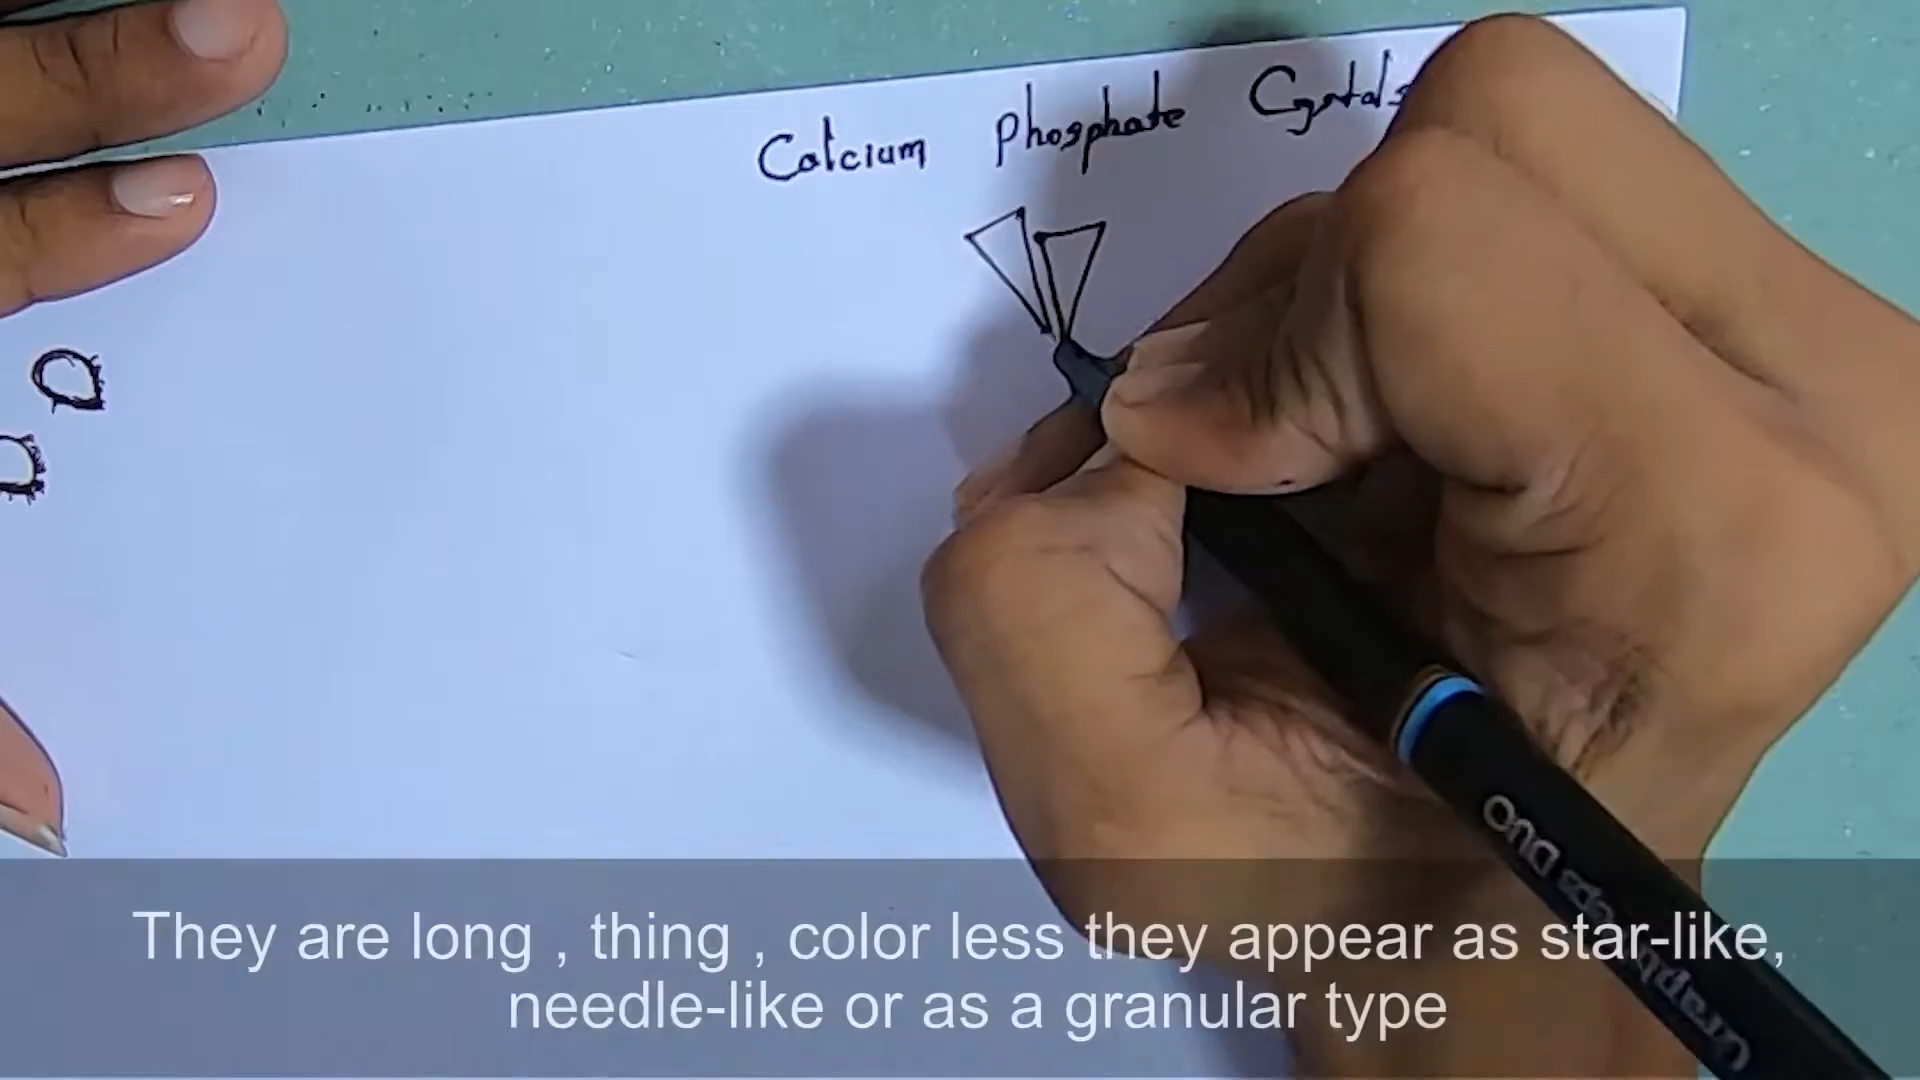 Calcium Phosphate Crystals
DUO
They are long , thing , color less they appear as star-like,
needle-like or as a granular type